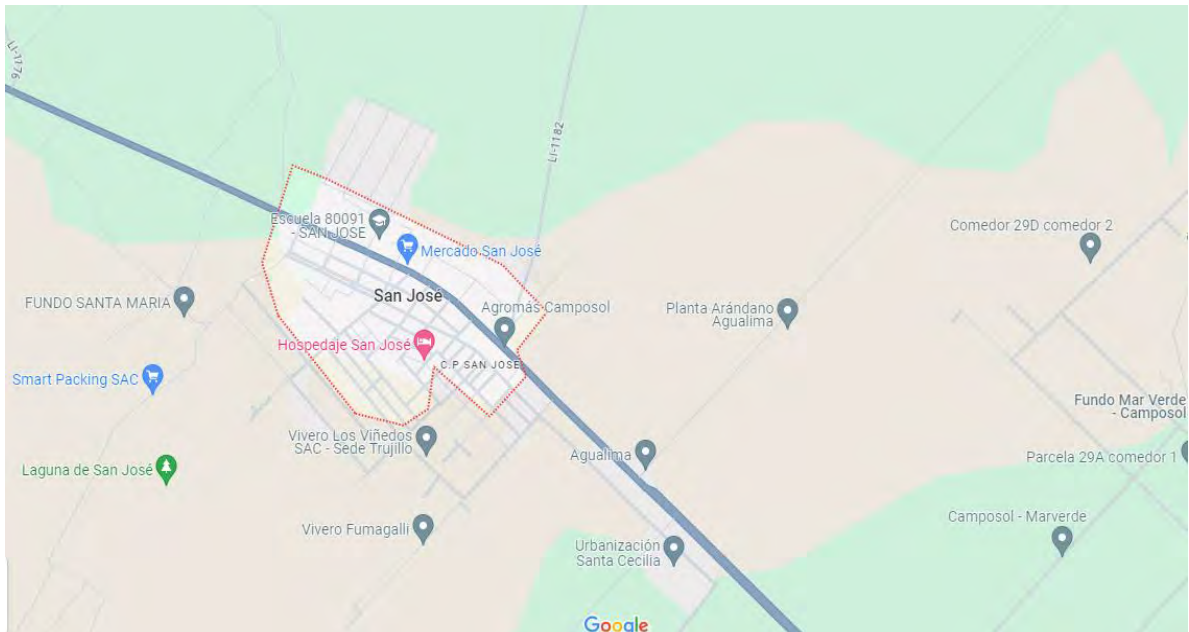 LI-1776
LI-1182
Escuela 80091
- SAN JOSE
Mercado San José
Comedor 29D comedor 2
San José
FUNDO SANTA MARIA
Agromás Camposol
Planta Arándano
Agualima
Hospedaje San José
C.P SAN JOSE
Smart Packing SAC
Fundo Mar Verde
- Camposol
Vivero Los Viñedos
SAC - Sede Trujillo
Agualima
Parcela 29A comedor 1
Laguna de San José
Vivero Fumagalli
Camposol - Marverde
Urbanización
Santa Cecilia
Google